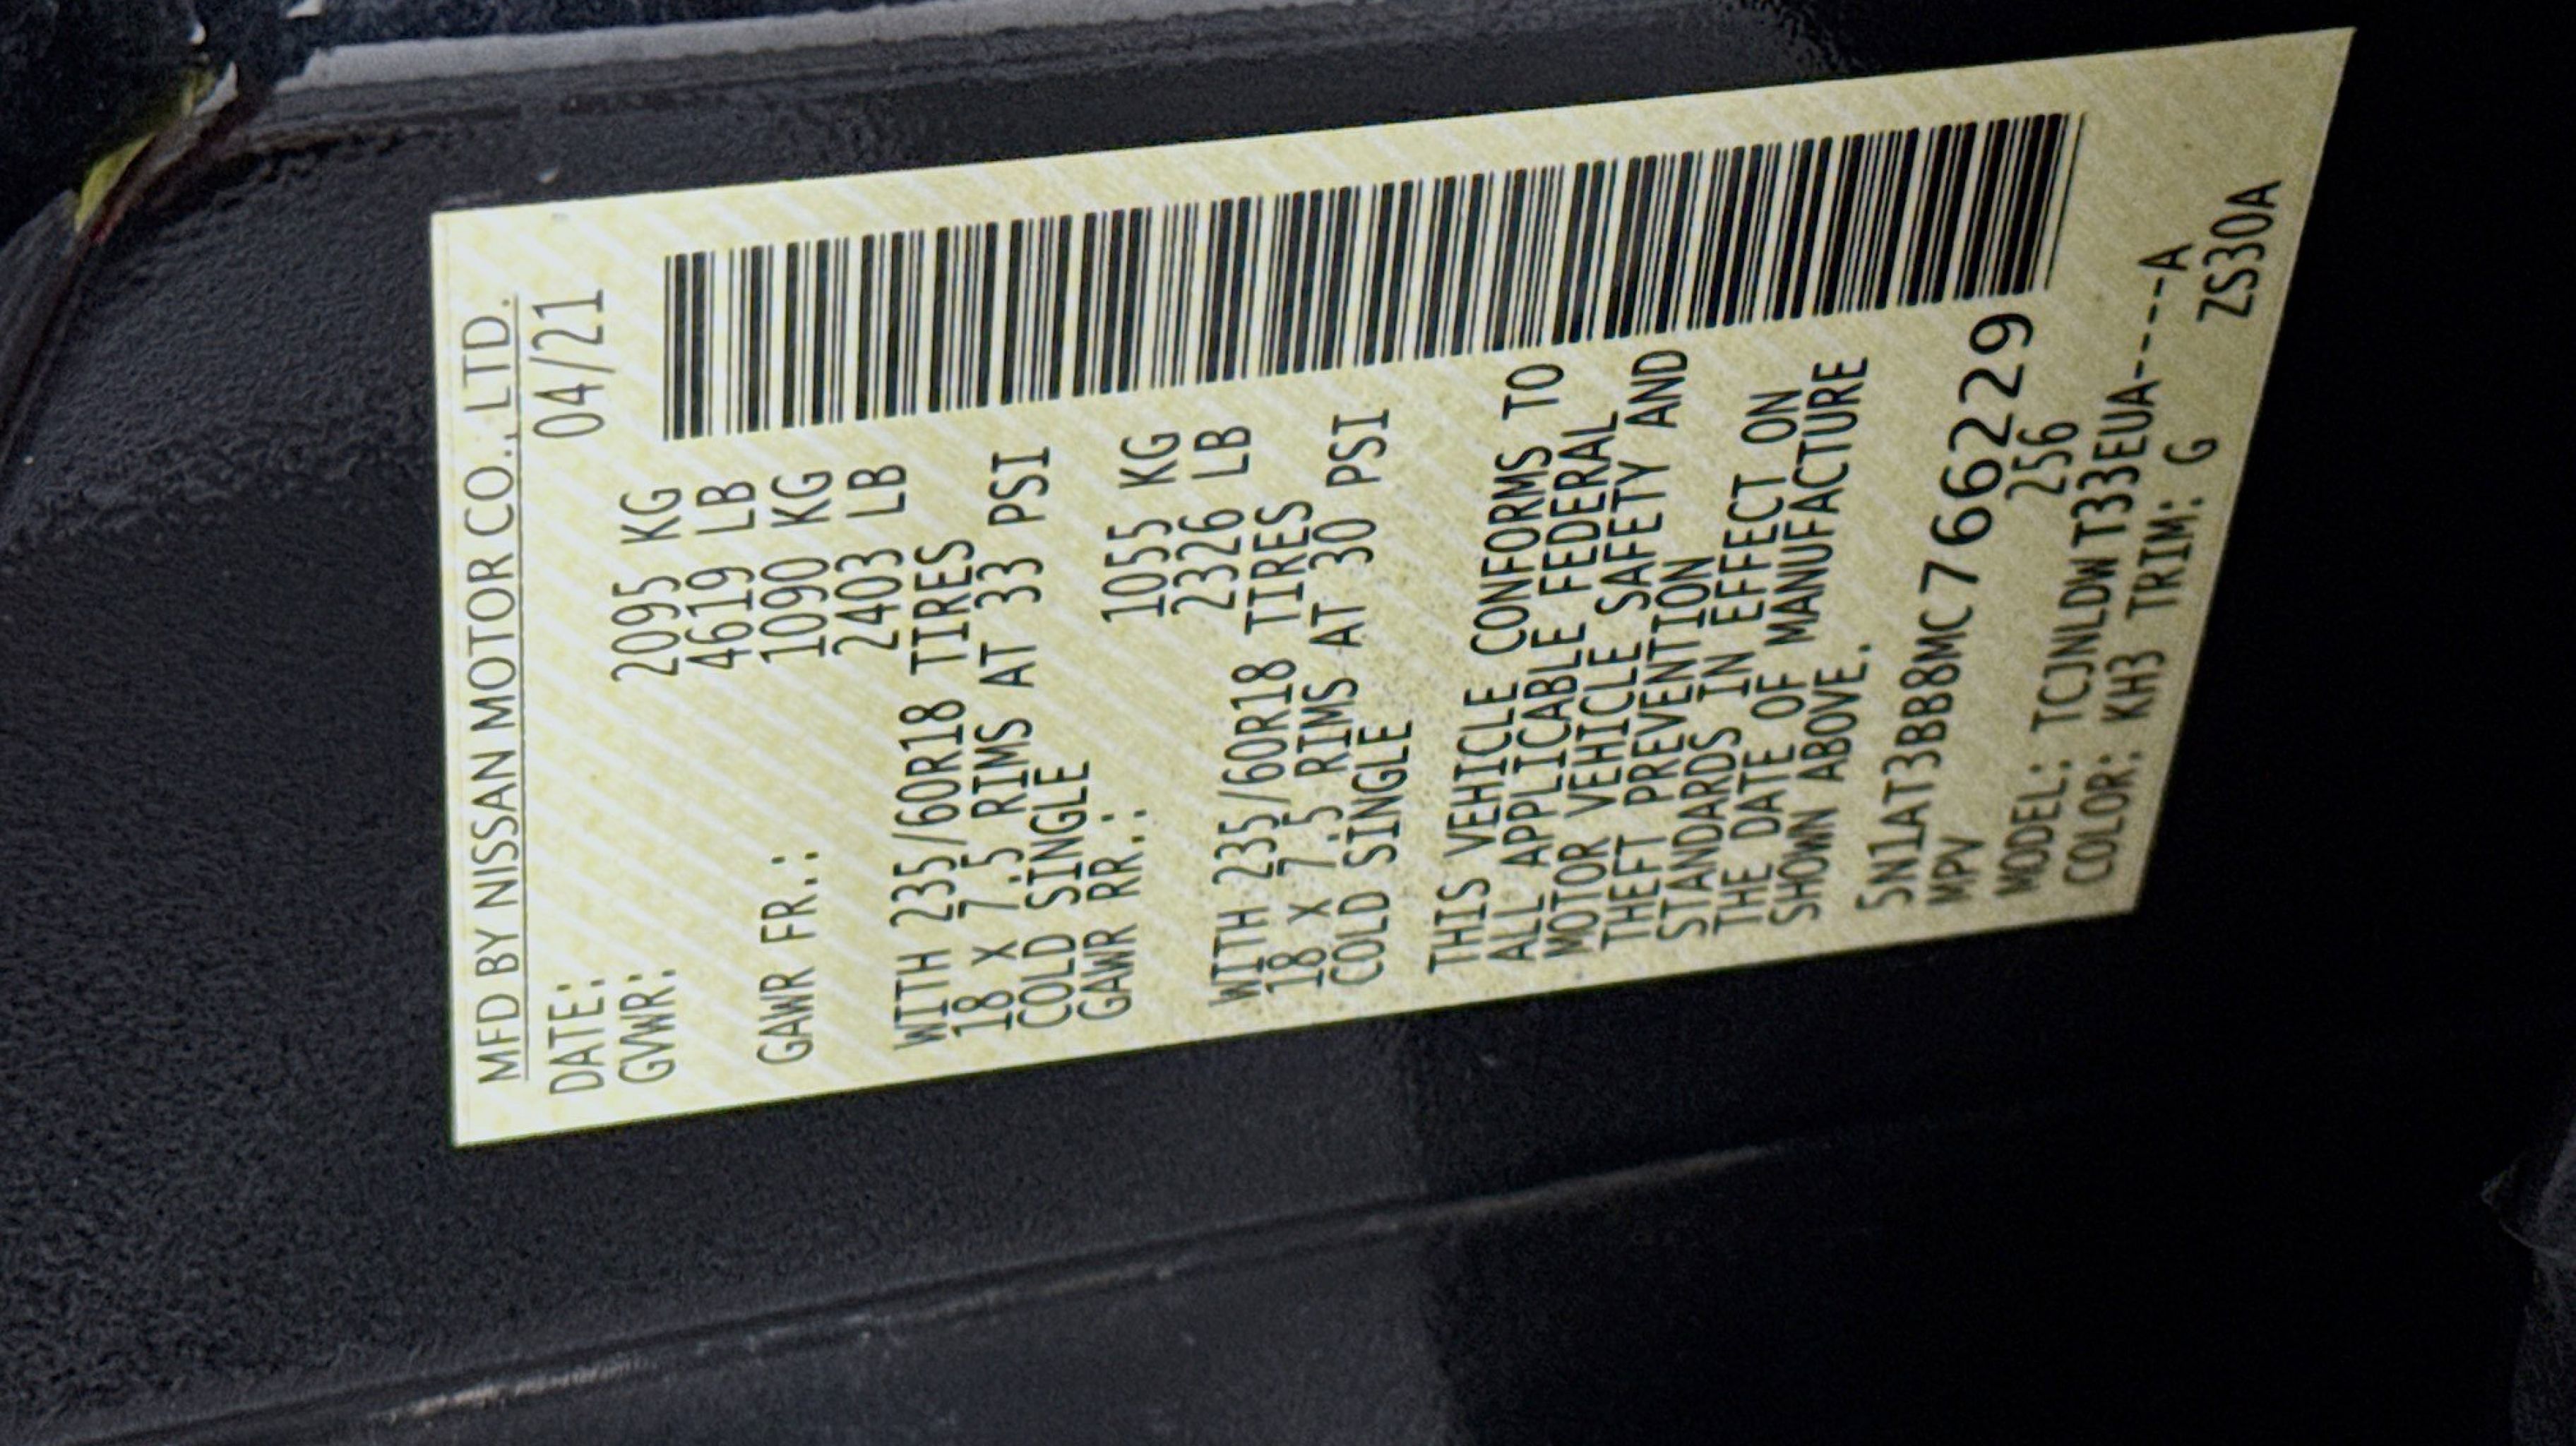 MFD BY NISSAN MOTOR CO., LTD.
DATE: 04/21
GVWR: 2095 KG
4619 LB
GAWR FR.: 1090 KG
2403 LB
WITH 235/60R18 TIRES
18 X 7.5 RIMS AT 33 PSI
COLD SINGLE
GAWR RR.: 1055 KG
2326 LB
WITH 235/60R18 TIRES
18 X 7.5 RIMS AT 30 PSI
COLD SINGLE
THIS VEHICLE CONFORMS TO
ALL APPLICABLE FEDERAL
MOTOR VEHICLE SAFETY AND
THEFT PREVENTION
STANDARDS IN EFFECT ON
THE DATE OF MANUFACTURE
SHOWN ABOVE.
5N1AT3BB8MC766229
MPV 256
MODEL: TCJNLDWT33EUA----A
COLOR: KH3 TRIM: G
ZS30A